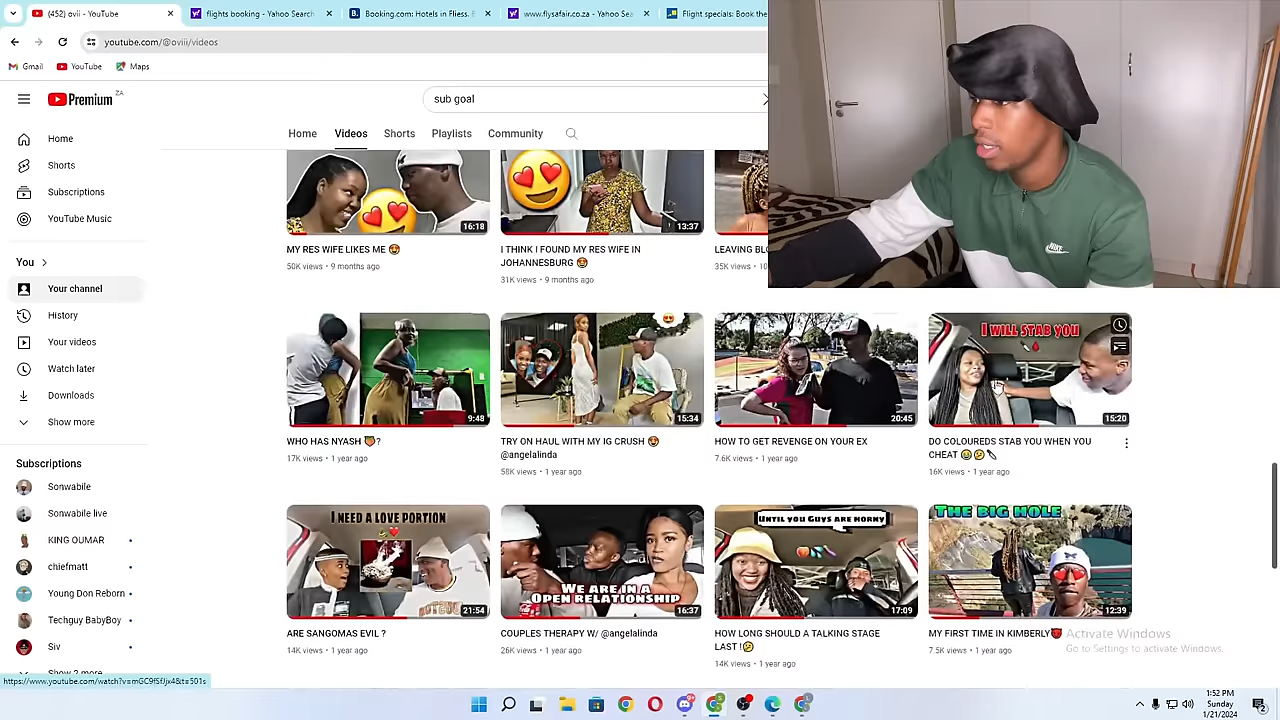 (452) ovii - YouTube
flights booking - Yahoo Search
Booking.com: Hotels in Fliess
www.flysafair.co.za - Yahoo Sea
Flight specials Book the
youtube.com/@oviii/videos
Gmail
YouTube
Maps
Premium ZA
sub goal
Home
Videos
Shorts
Playlists
Community
Home
Shorts
Subscriptions
YouTube Music
You
Your channel
History
Your videos
Watch later
Downloads
Show more
Subscriptions
Sonwabile
Sonwabile live
KING OUMAR
chiefmatt
Young Don Reborn
Techguy BabyBoy
Siv
Show 2 more
https://www.youtube.com/watch?v=mGC9fSfJjx4&t=501s
16:18
MY RES WIFE LIKES ME 😍
50K views • 9 months ago
13:37
I THINK I FOUND MY RES WIFE IN
JOHANNESBURG 😍
31K views • 9 months ago
LEAVING BLO
35K views • 10
NIKE
9:48
WHO HAS NYASH 🍑?
17K views • 1 year ago
15:34
TRY ON HAUL WITH MY IG CRUSH 😍
@angelalinda
58K views • 1 year ago
20:45
HOW TO GET REVENGE ON YOUR EX
7.6K views • 1 year ago
I WILL STAB YOU
15:20
DO COLOUREDS STAB YOU WHEN YOU
CHEAT 😂🤔🔪
16K views • 1 year ago
I NEED A LOVE PORTION
21:54
ARE SANGOMAS EVIL ?
14K views • 1 year ago
WE ARE IN A
OPEN RELATIONSHIP
16:37
COUPLES THERAPY W/ @angelalinda
26K views • 1 year ago
UNTIL YOU GUYS ARE HORNY
17:09
HOW LONG SHOULD A TALKING STAGE
LAST !🤔
14K views • 1 year ago
THE BIG HOLE
12:39
MY FIRST TIME IN KIMBERLY👹
7.5K views • 1 year ago
Activate Windows
Go to Settings to activate Windows.
1:52 PM
Sunday
1/21/2024